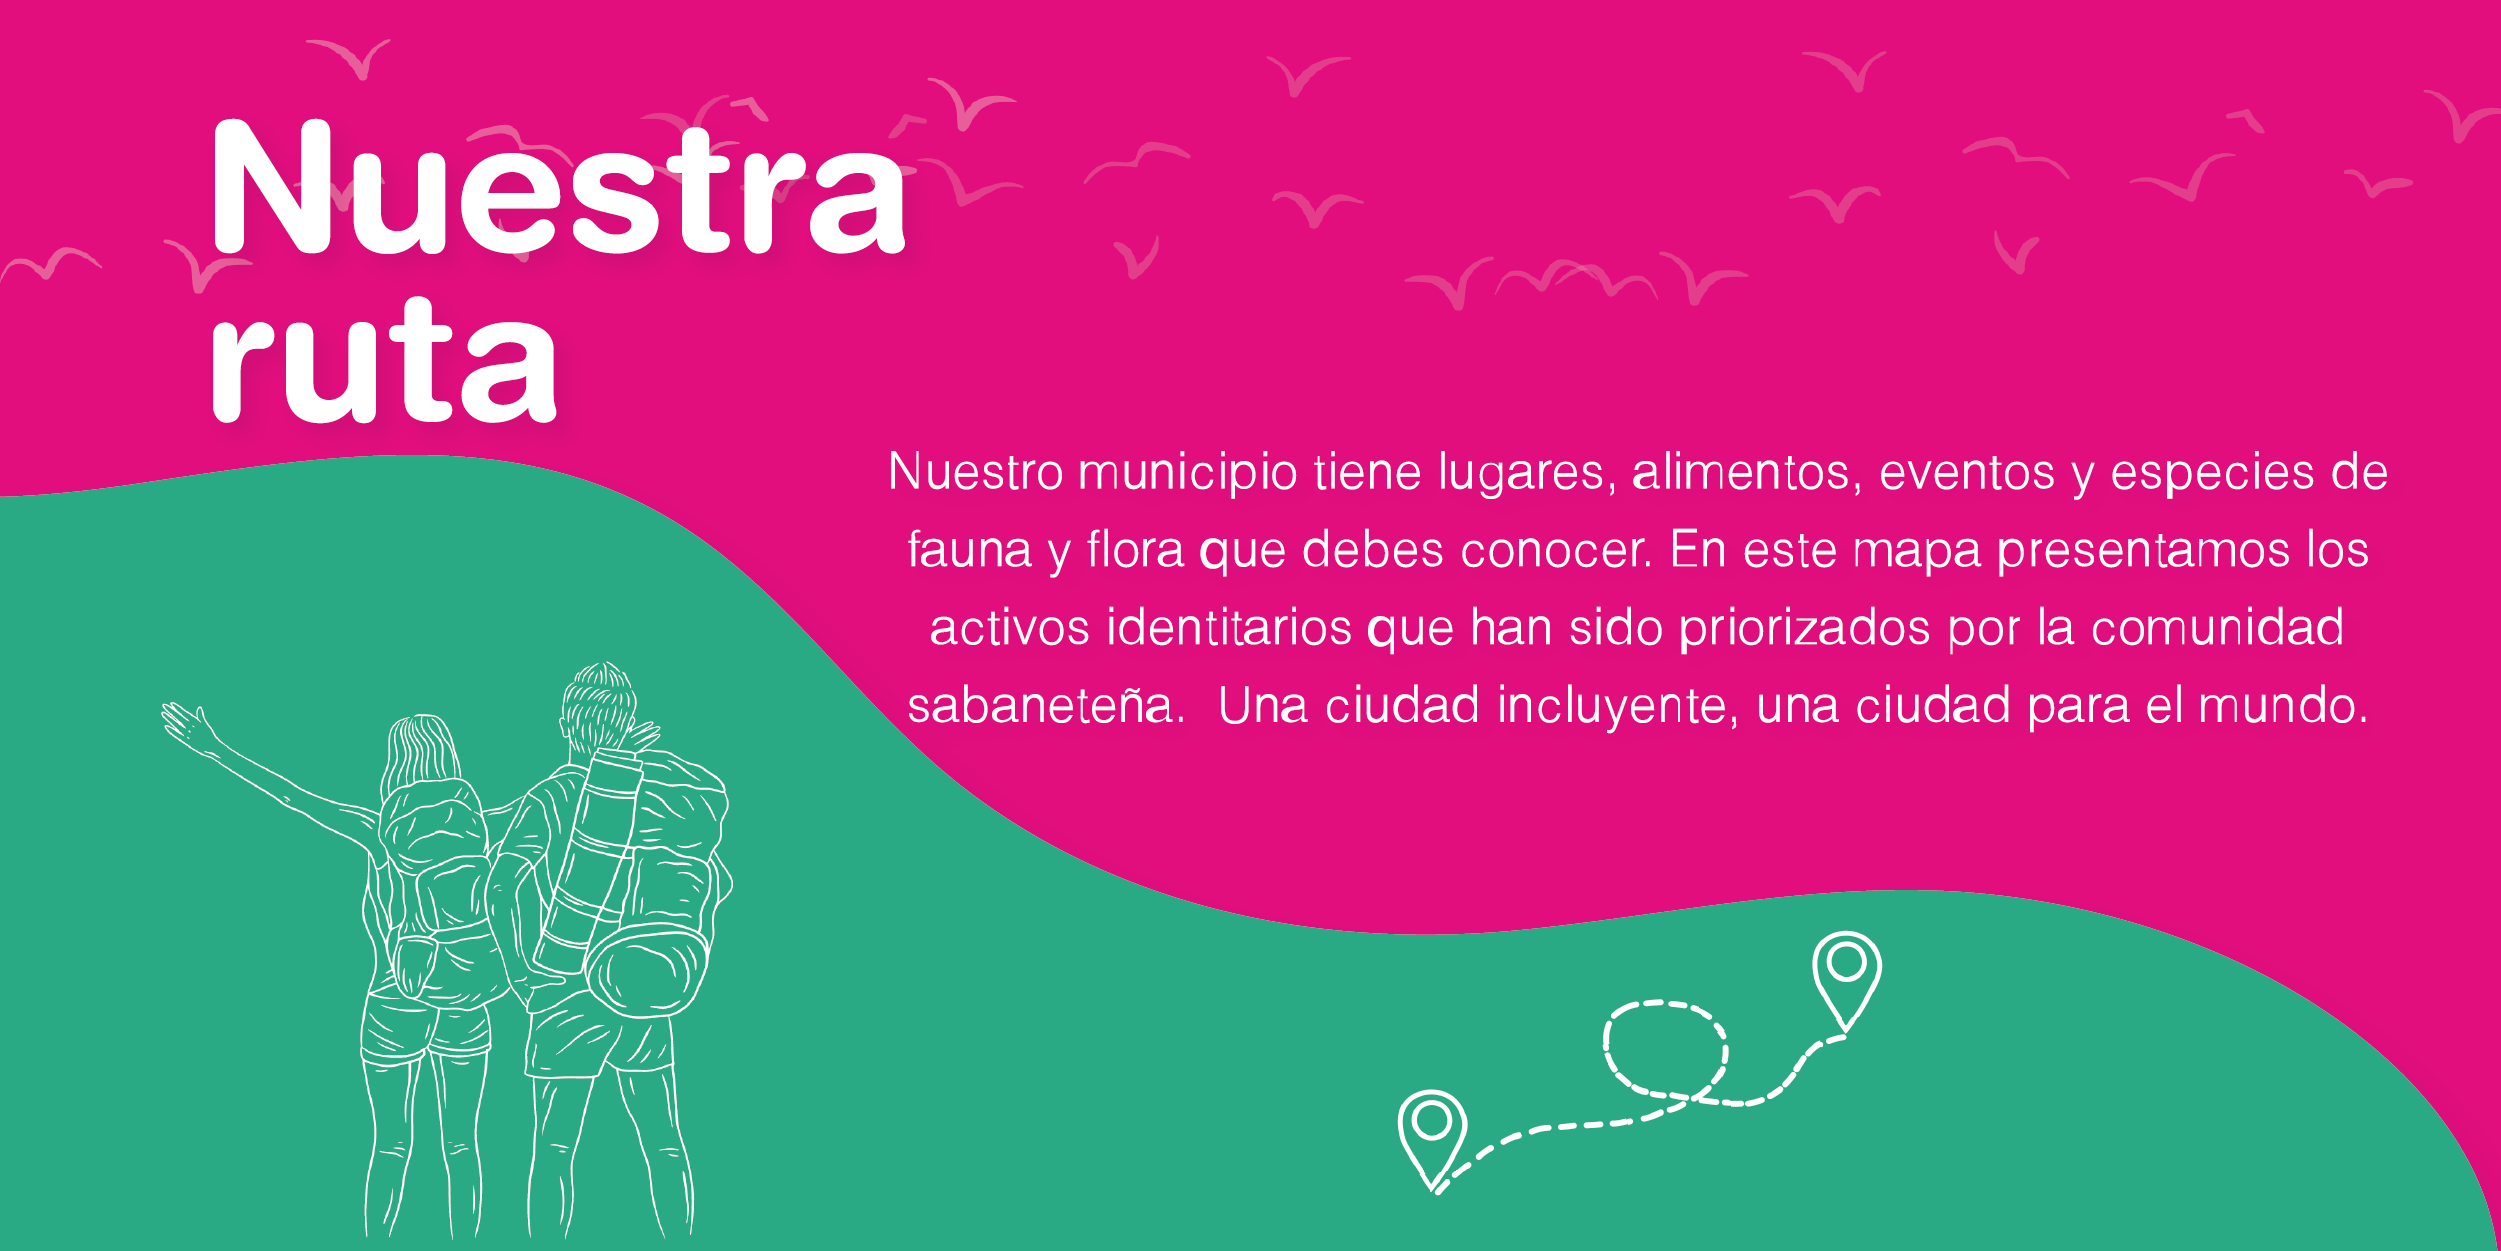 Nuestra
ruta
Nuestro municipio tiene lugares, alimentos, eventos y especies de
fauna y flora que debes conocer. En este mapa presentamos los
activos identitarios que han sido priorizados por la comunidad
sabaneteña.  Una ciudad incluyente, una ciudad para el mundo.